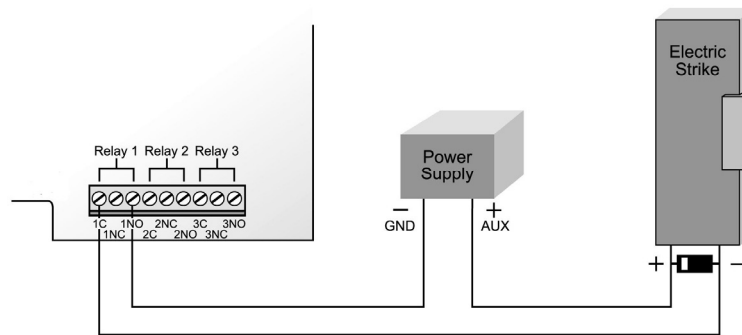 Relay 1 Relay 2 Relay 3
1C 1NO 2NC 3C 3NO
1NC 2C 2NO 3NC
Power
Supply
−
GND
+
AUX
Electric
Strike
+ −